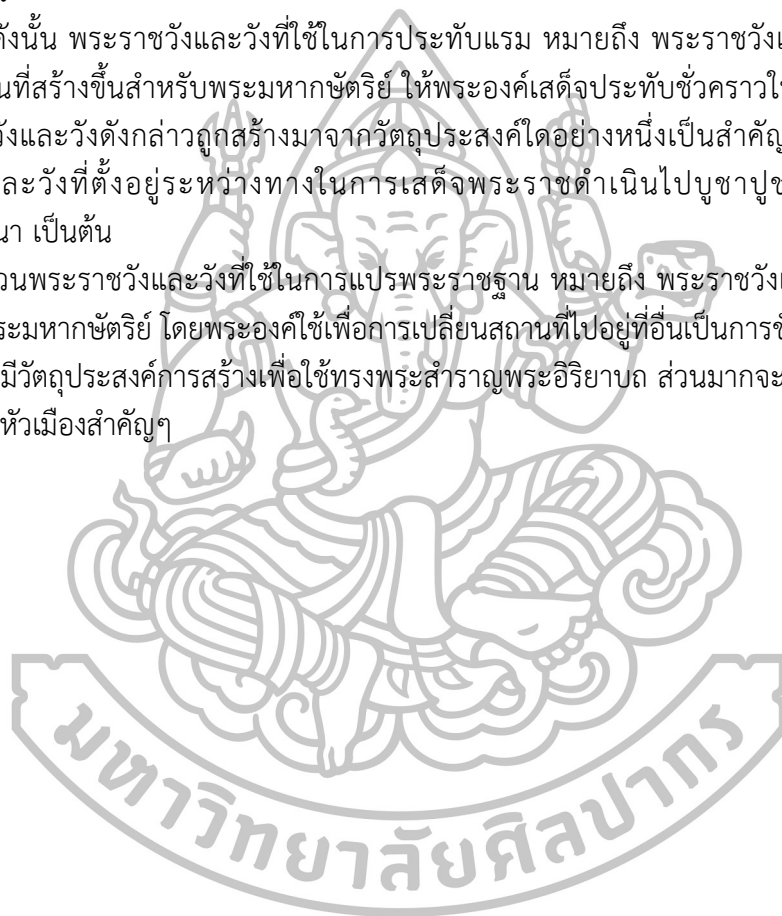 ดังนั้น พระราชวังและวังที่ใช้ในการประทับแรม หมายถึง พระราชวัง
นที่สร้างขึ้นสำหรับพระมหากษัตริย์ ให้พระองค์เสด็จประทับชั่วคราว
วังและวังดังกล่าวถูกสร้างมาจากวัตถุประสงค์ใดอย่างหนึ่งเป็นสำคัญ
ละวังที่ตั้งอยู่ระหว่างทางในการเสด็จพระราชดำเนินไปบูชาปูช
นา เป็นต้น
วนพระราชวังและวังที่ใช้ในการแปรพระราชฐาน หมายถึง พระราชวัง
ระมหากษัตริย์ โดยพระองค์ใช้เพื่อการเปลี่ยนสถานที่ไปอยู่ที่อื่นเป็นการ
มีวัตถุประสงค์การสร้างเพื่อใช้ทรงพระสำราญพระอิริยาบถ ส่วนมากจะ
หัวเมืองสำคัญๆ
มหาวิทยาลัยศิลปากร